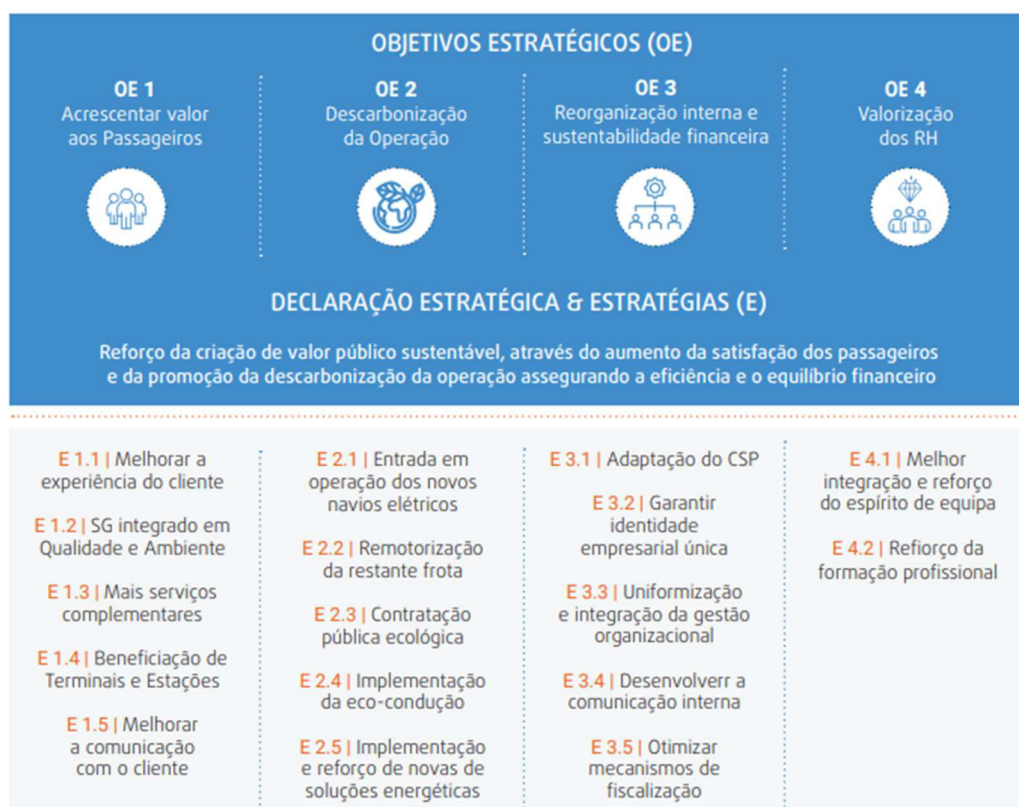 OBJETIVOS ESTRATÉGICOS (OE)
OE 1
Acrescentar valor
aos Passageiros
OE 2
Descarbonização
da Operação
OE 3
Reorganização interna e
sustentabilidade financeira
OE 4
Valorização
dos RH
DECLARAÇÃO ESTRATÉGICA & ESTRATÉGIAS (E)
Reforço da criação de valor público sustentável, através do aumento da satisfação dos passageiros
e da promoção da descarbonização da operação assegurando a eficiência e o equilíbrio financeiro
E 1.1 | Melhorar a
experiência do cliente
E 1.2 | SG integrado em
Qualidade e Ambiente
E 1.3 | Mais serviços
complementares
E 1.4 | Beneficiação de
Terminais e Estações
E 1.5 | Melhorar
a comunicação
com o cliente
E 2.1 | Entrada em
operação dos novos
navios elétricos
E 2.2 | Remotorização
da restante frota
E 2.3 | Contratação
pública ecológica
E 2.4 | Implementação
da eco-condução
E 2.5 | Implementação
e reforço de novas de
soluções energéticas
E 3.1 | Adaptação do CSP
E 3.2 | Garantir
identidade
empresarial única
E 3.3 | Uniformização
e integração da gestão
organizacional
E 3.4 | Desenvolverr a
comunicação interna
E 3.5 | Otimizar
mecanismos de
fiscalização
E 4.1 | Melhor
integração e reforço
do espírito de equipa
E 4.2 | Refiorço da
formação profissional